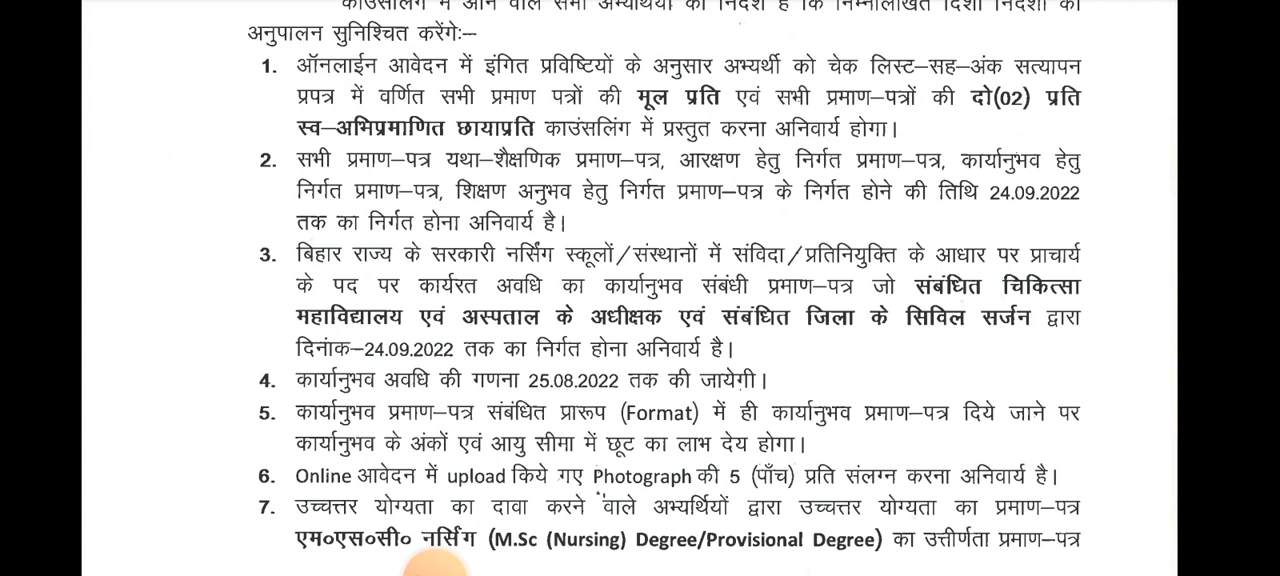 काउंसलिंग में आने वाले सभी अभ्यर्थियों को निदेश है कि निम्नलिखित दिशा निदेशों का
अनुपालन सुनिश्चित करेंगेः–
1. ऑनलाईन आवेदन में इंगित प्रविष्टियों के अनुसार अभ्यर्थी को चेक लिस्ट–सह–अंक सत्यापन
प्रपत्र में वर्णित सभी प्रमाण पत्रों की मूल प्रति एवं सभी प्रमाण–पत्रों की दो(02) प्रति
स्व–अभिप्रमाणित छायाप्रति काउंसलिंग में प्रस्तुत करना अनिवार्य होगा।
2. सभी प्रमाण–पत्र यथा–शैक्षणिक प्रमाण–पत्र, आरक्षण हेतु निर्गत प्रमाण–पत्र, कार्यानुभव हेतु
निर्गत प्रमाण–पत्र, शिक्षण अनुभव हेतु निर्गत प्रमाण–पत्र के निर्गत होने की तिथि 24.09.2022
तक का निर्गत होना अनिवार्य है।
3. बिहार राज्य के सरकारी नर्सिंग स्कूलों/संस्थानों में संविदा/प्रतिनियुक्ति के आधार पर प्राचार्य
के पद पर कार्यरत अवधि का कार्यानुभव संबंधी प्रमाण–पत्र जो संबंधित चिकित्सा
महाविद्यालय एवं अस्पताल के अधीक्षक एवं संबंधित जिला के सिविल सर्जन द्वारा
दिनांक–24.09.2022 तक का निर्गत होना अनिवार्य है।
4. कार्यानुभव अवधि की गणना 25.08.2022 तक की जायेगी।
5. कार्यानुभव प्रमाण–पत्र संबंधित प्रारूप (Format) में ही कार्यानुभव प्रमाण–पत्र दिये जाने पर
कार्यानुभव के अंकों एवं आयु सीमा में छूट का लाभ देय होगा।
6. Online आवेदन में upload किये गए Photograph की 5 (पाँच) प्रति संलग्न करना अनिवार्य है।
7. उच्चत्तर योग्यता का दावा करने वाले अभ्यर्थियों द्वारा उच्चत्तर योग्यता का प्रमाण–पत्र
एम०एस०सी० नर्सिंग (M.Sc (Nursing) Degree/Provisional Degree) का उत्तीर्णता प्रमाण–पत्र